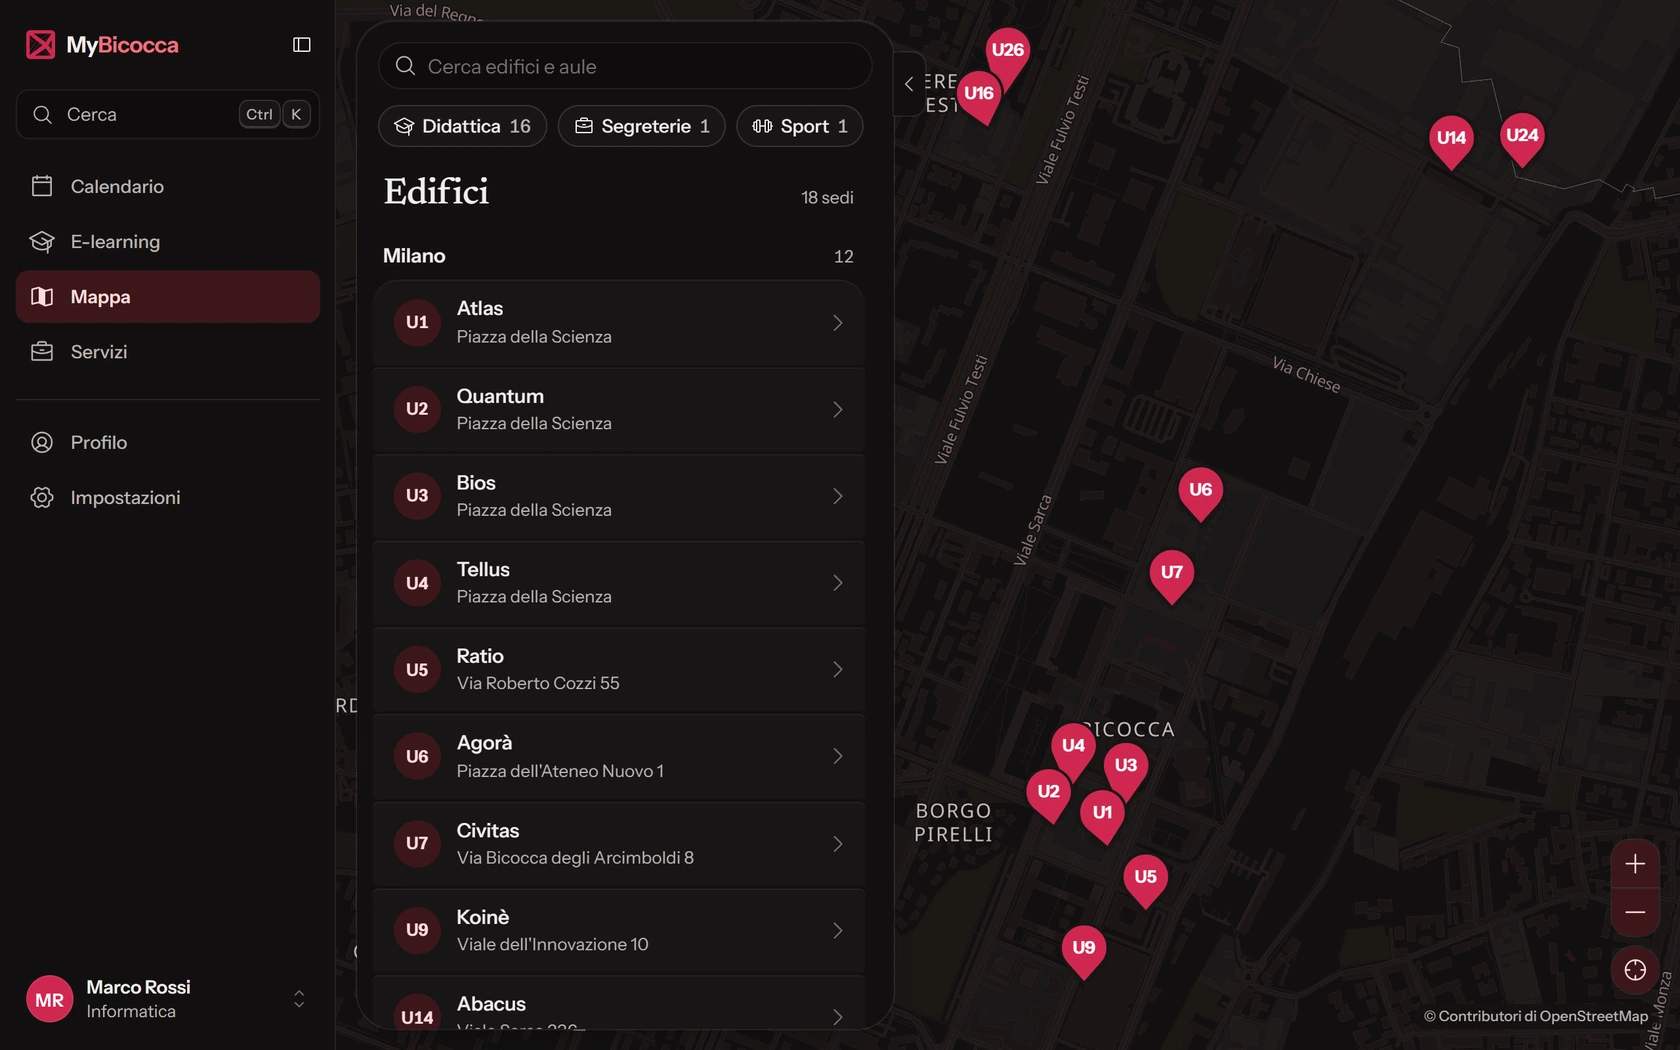 MyBicocca
Cerca
Ctrl
K
Calendario
E-learning
Mappa
Servizi
Profilo
Impostazioni
MR
Marco Rossi
Informatica
Cerca edifici e aule
Didattica 16
Segreterie 1
Sport 1
Edifici
18 sedi
Milano
12
U1
Atlas
Piazza della Scienza
U2
Quantum
Piazza della Scienza
U3
Bios
Piazza della Scienza
U4
Tellus
Piazza della Scienza
U5
Ratio
Via Roberto Cozzi 55
U6
Agorà
Piazza dell'Ateneo Nuovo 1
U7
Civitas
Via Bicocca degli Arcimboldi 8
U9
Koinè
Viale dell'Innovazione 10
U14
Abacus
Via del
U26
U16
U14
U24
Viale Fulvio Testi
Via Chiese
Viale Fulvio Testi
U6
Viale Sarca
U7
BICOCCA
U4
U3
U2
U1
BORGO
PIRELLI
U5
U9
Viale Monza
© Contributori di OpenStreetMap